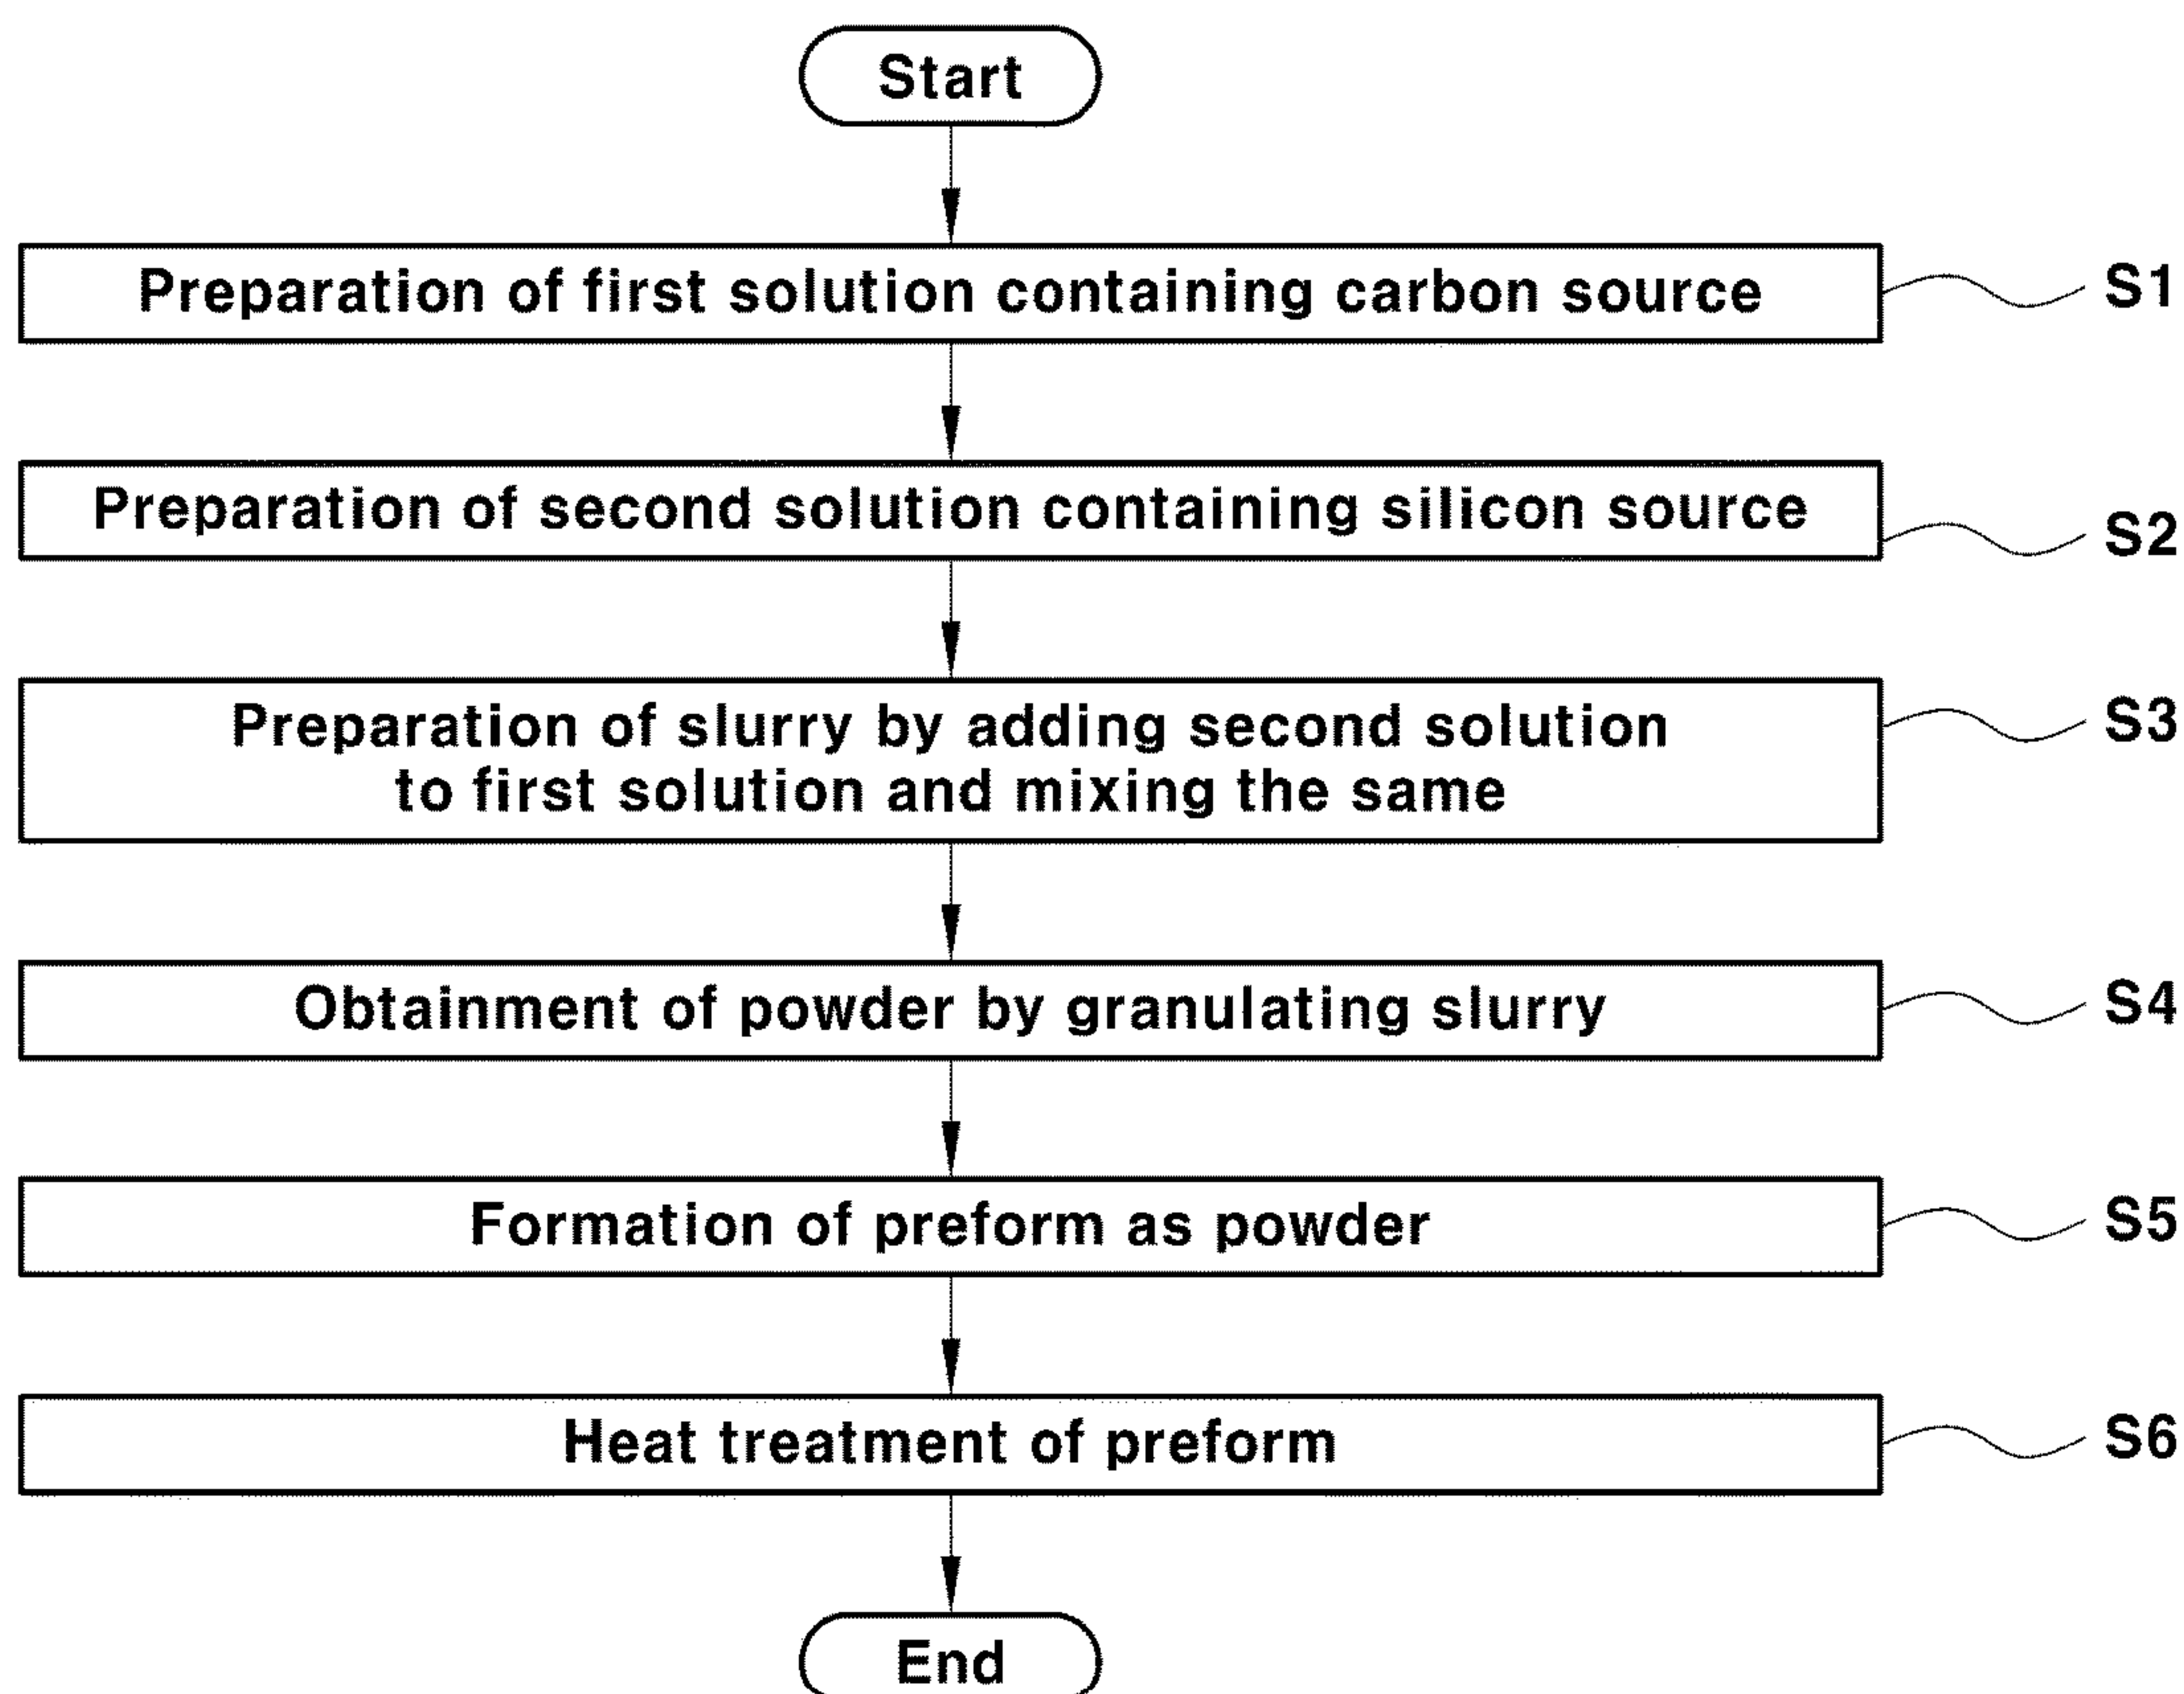 Start
Preparation of first solution containing carbon source
S1
Preparation of second solution containing silicon source
S2
Preparation of slurry by adding second solution
to first solution and mixing the same
S3
Obtainment of powder by granulating slurry
S4
Formation of preform as powder
S5
Heat treatment of preform
S6
End